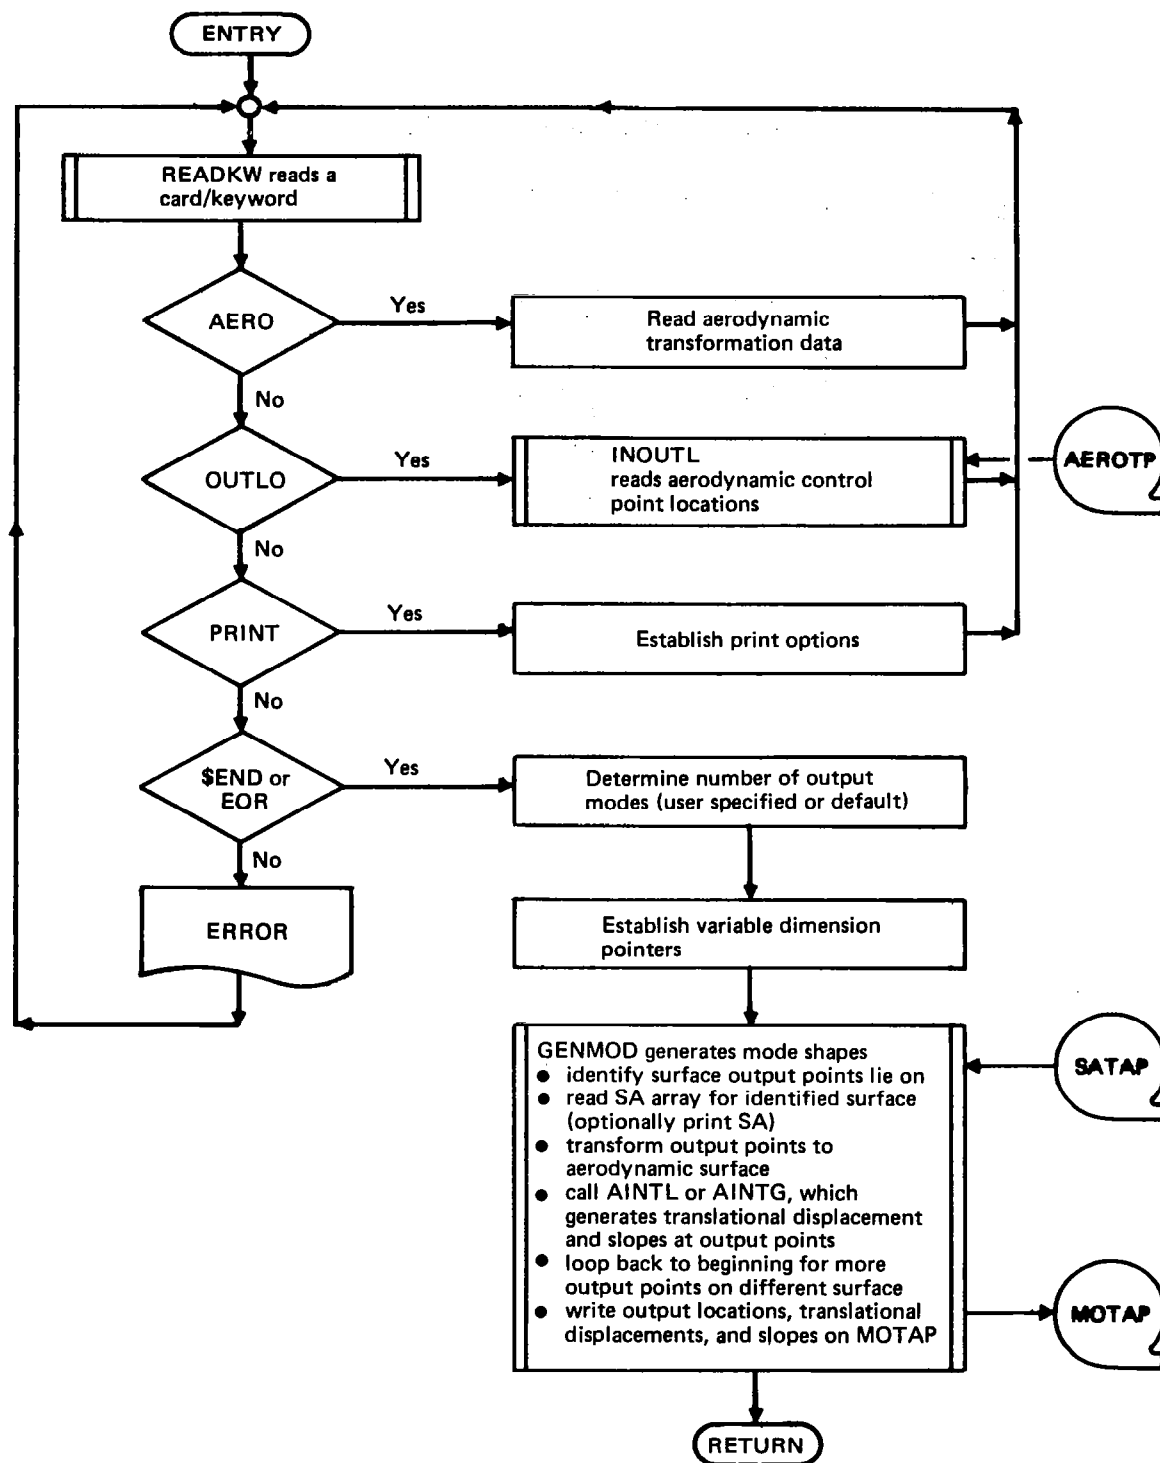 ENTRY
READKW reads a
card/keyword
AERO
Yes
Read aerodynamic
transformation data
No
OUTLO
Yes
INOUTL
reads aerodynamic control
point locations
AEROTP
No
PRINT
Yes
Establish print options
No
$END or
EOR
Yes
Determine number of output
modes (user specified or default)
No
ERROR
Establish variable dimension
pointers
GENMOD generates mode shapes
● identify surface output points lie on
● read SA array for identified surface
(optionally print SA)
● transform output points to
aerodynamic surface
● call AINTL or AINTG, which
generates translational displacement
and slopes at output points
● loop back to beginning for more
output points on different surface
● write output locations, translational
displacements, and slopes on MOTAP
SATAP
MOTAP
RETURN